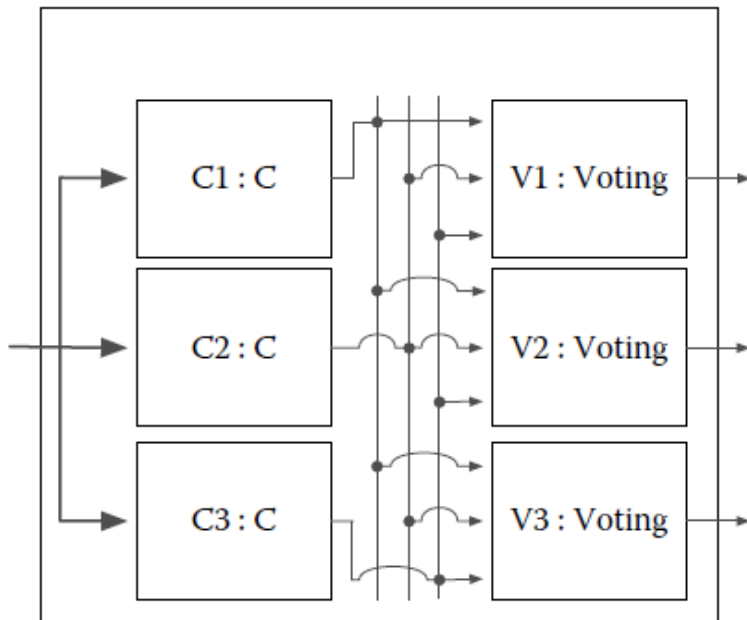 C1 : C
V1 : Voting
C2 : C
V2 : Voting
C3 : C
V3 : Voting